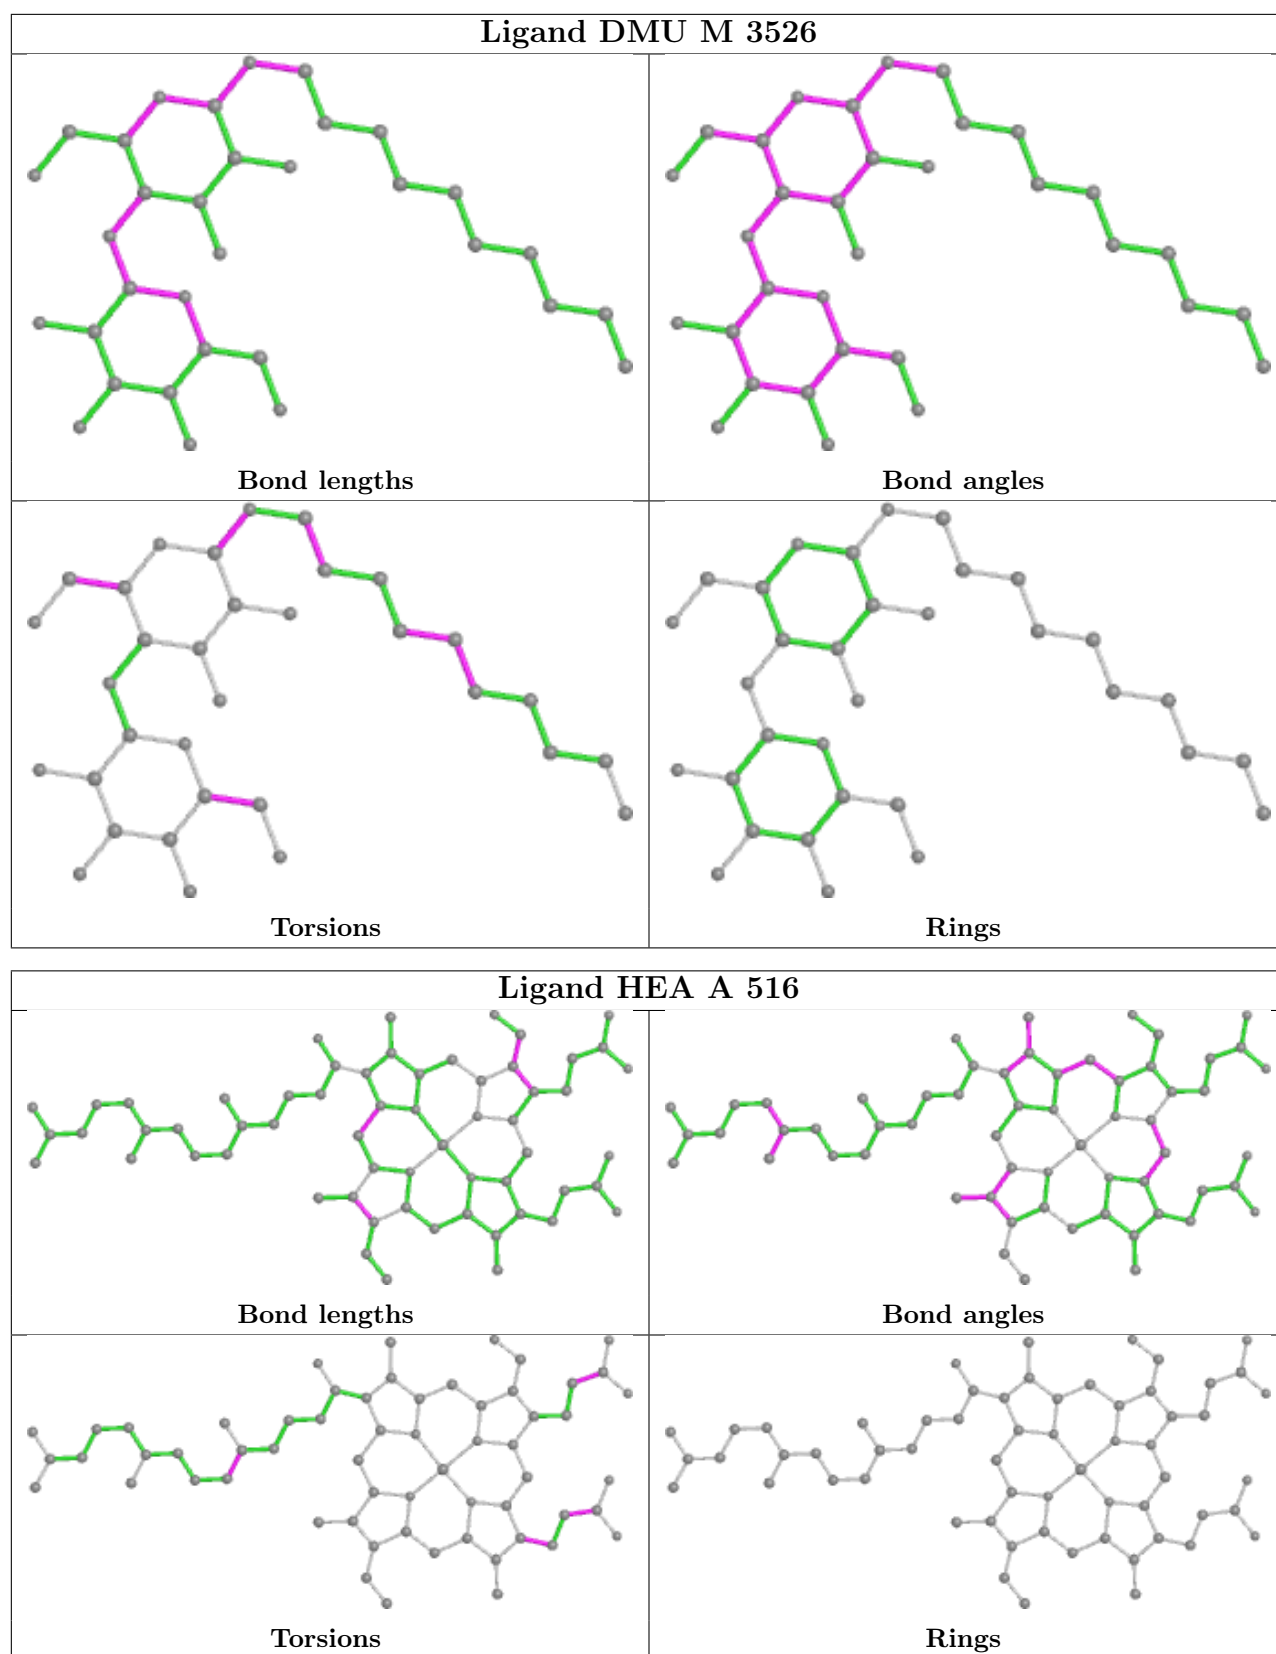 Ligand DMU M 3526
Bond lengths
Bond angles
Torsions
Rings
Ligand HEA A 516
Bond lengths
Bond angles
Torsions
Rings